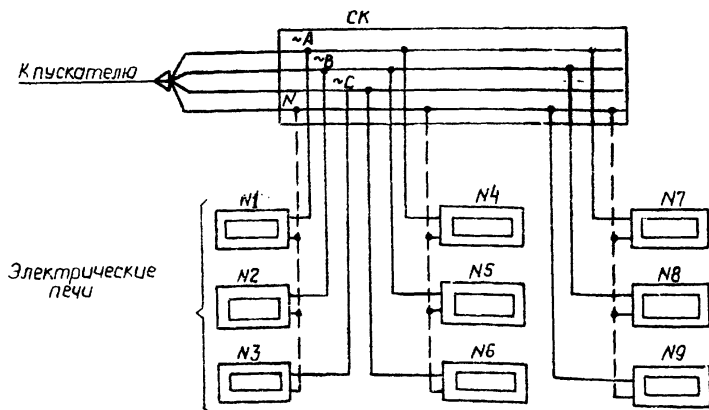 СК
~A
~B
К пускателю
~C
N
N1
N4
N7
Электрические
печи
N2
N5
N8
N3
N6
N9